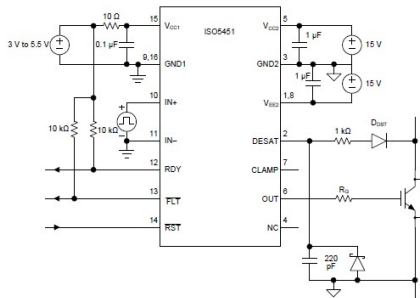 10 Ω
15
VCC1
ISO5451
VCC2
5
3 V to 5.5 V
0.1 µF
1 µF
15 V
9,16
GND1
GND2
3
1 µF
15 V
10
IN+
VEE2
1,8
10 kΩ
10 kΩ
11
IN−
DESAT
2
1 kΩ
DDST
12
RDY
CLAMP
7
13
FLT
OUT
6
RG
14
RST
NC
4
220
pF